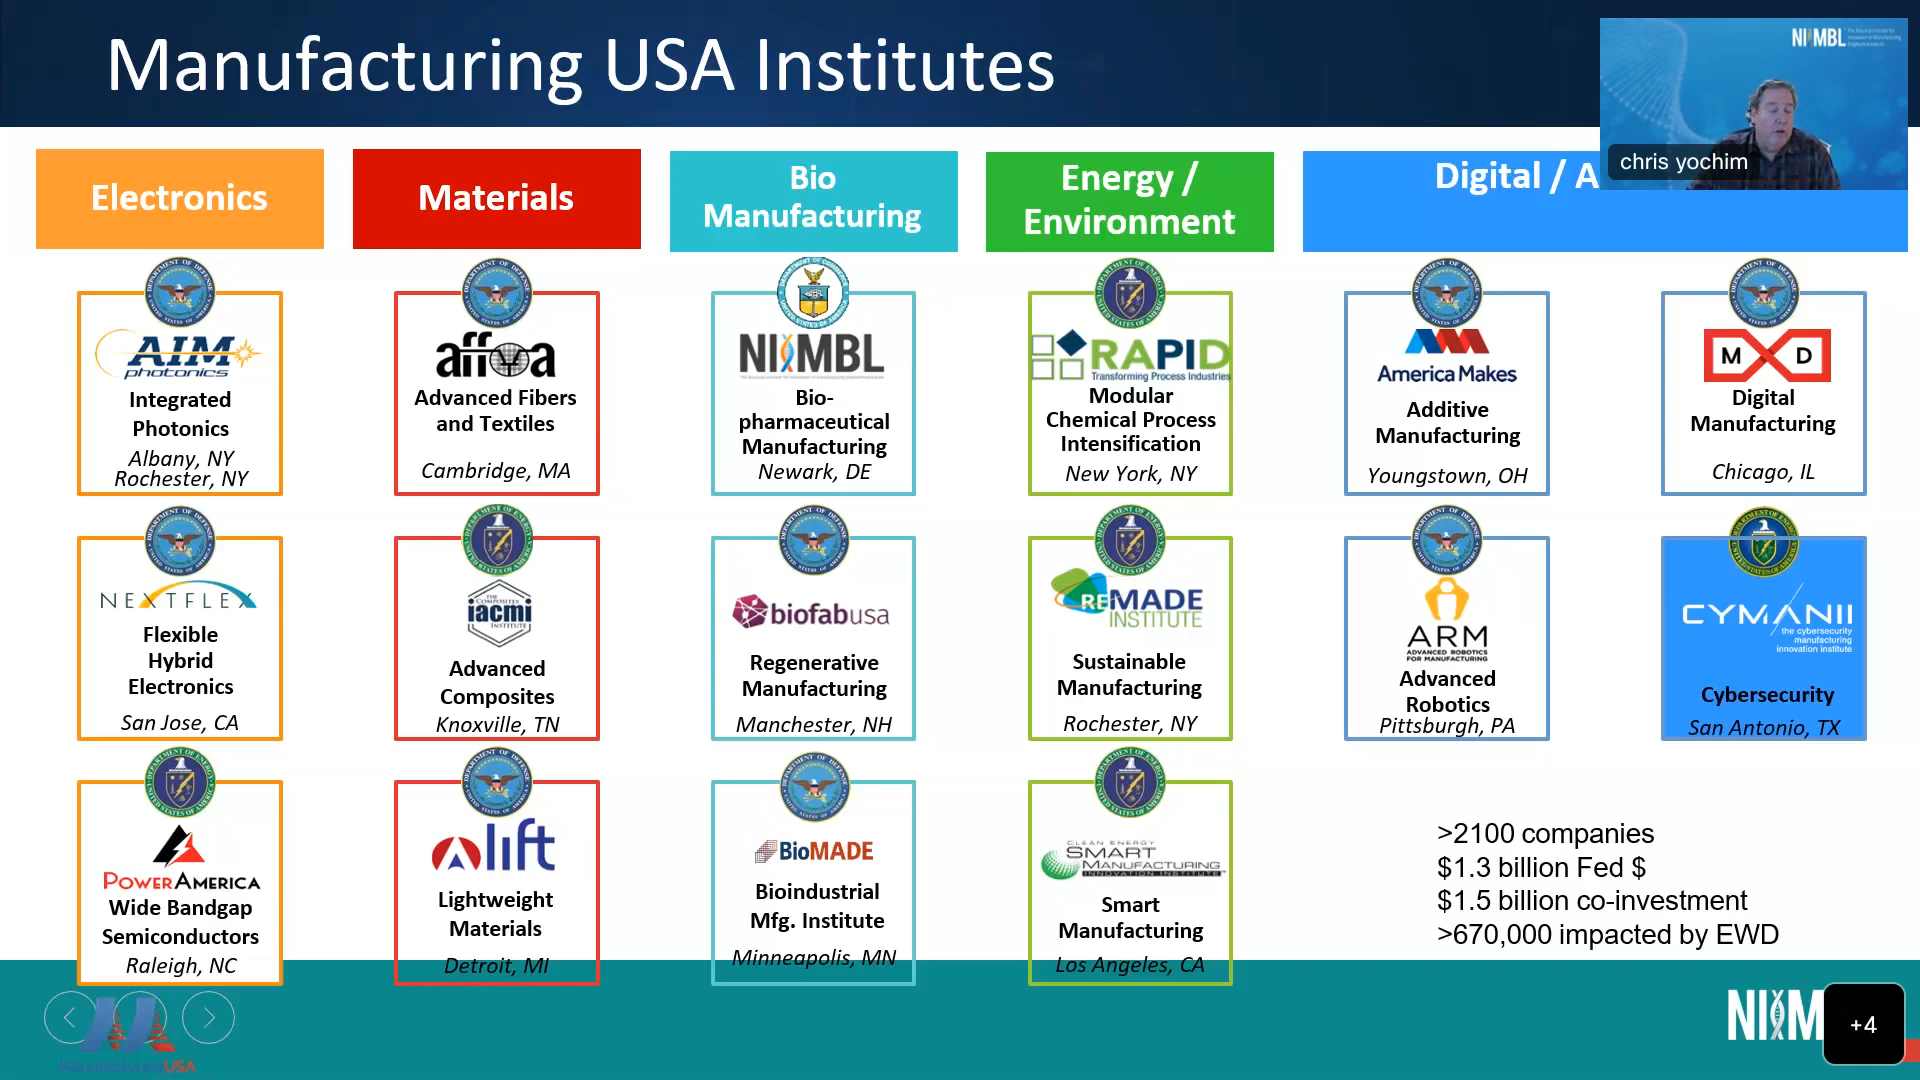 Manufacturing USA Institutes
NIIMBL
chris yochim
Electronics
Materials
Bio
Manufacturing
Energy /
Environment
Digital / A
AIM
photonics
Integrated
Photonics
Albany, NY
Rochester, NY
affoa
Advanced Fibers
and Textiles
Cambridge, MA
NIIMBL
Bio-
pharmaceutical
Manufacturing
Newark, DE
RAPID
Transforming Process Industries
Modular
Chemical Process
Intensification
New York, NY
America Makes
Additive
Manufacturing
Youngstown, OH
M D
Digital
Manufacturing
Chicago, IL
NEXTFLEX
Flexible
Hybrid
Electronics
San Jose, CA
THE
COMPOSITES
iacmi
INSTITUTE
Advanced
Composites
Knoxville, TN
biofabusa
Regenerative
Manufacturing
Manchester, NH
REMADE
INSTITUTE
Sustainable
Manufacturing
Rochester, NY
ARM
ADVANCED ROBOTICS
FOR MANUFACTURING
Advanced
Robotics
Pittsburgh, PA
CYMANII
the cybersecurity
manufacturing
innovation institute
Cybersecurity
San Antonio, TX
POWERAMERICA
Wide Bandgap
Semiconductors
Raleigh, NC
lift
Lightweight
Materials
Detroit, MI
BioMADE
Bioindustrial
Mfg. Institute
Minneapolis, MN
CLEAN ENERGY
SMART
MANUFACTURING
INNOVATION INSTITUTE
Smart
Manufacturing
Los Angeles, CA
>2100 companies
$1.3 billion Fed $
$1.5 billion co-investment
>670,000 impacted by EWD
NIIM
+4
USA